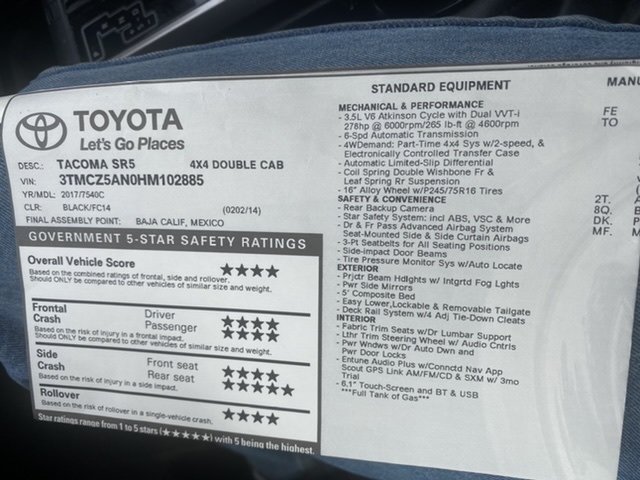 TOYOTA
Let's Go Places
DESC.: TACOMA SR5 4X4 DOUBLE CAB
VIN: 3TMCZ5AN0HM102885
YR/MDL: 2017/7540C
CLR: BLACK/FC14 (0202/14)
FINAL ASSEMBLY POINT: BAJA CALIF, MEXICO
GOVERNMENT 5-STAR SAFETY RATINGS
Overall Vehicle Score ★★★★
Based on the combined ratings of frontal, side and rollover.
Should ONLY be compared to other vehicles of similar size and weight.
Frontal Crash Driver ★★★★
Passenger ★★★★
Based on the risk of injury in a frontal impact.
Should ONLY be compared to other vehicles of similar size and weight.
Side Crash Front seat ★★★★
Rear seat ★★★★★
Based on the risk of injury in a side impact.
Rollover ★★★★
Based on the risk of rollover in a single-vehicle crash.
Star ratings range from 1 to 5 stars (★★★★★) with 5 being the highest.
STANDARD EQUIPMENT
MECHANICAL & PERFORMANCE
- 3.5L V6 Atkinson Cycle with Dual VVT-i
278hp @ 6000rpm/265 lb-ft @ 4600rpm
- 6-Spd Automatic Transmission
- 4WDemand: Part-Time 4x4 Sys w/2-speed, &
Electronically Controlled Transfer Case
- Automatic Limited-Slip Differential
- Coil Spring Double Wishbone Fr &
Leaf Spring Rr Suspension
- 16" Alloy Wheel w/P245/75R16 Tires
SAFETY & CONVENIENCE
- Rear Backup Camera
- Star Safety System: incl ABS, VSC & More
- Dr & Fr Pass Advanced Airbag System
- Seat-Mounted Side & Side Curtain Airbags
- 3-Pt Seatbelts for All Seating Positions
- Side-impact Door Beams
- Tire Pressure Monitor Sys w/Auto Locate
EXTERIOR
- Prjctr Beam Hdlghts w/ Intgrtd Fog Lghts
- Pwr Side Mirrors
- 5' Composite Bed
- Easy Lower,Lockable & Removable Tailgate
- Deck Rail System w/4 Adj Tie-Down Cleats
INTERIOR
- Fabric Trim Seats w/Dr Lumbar Support
- Lthr Trim Steering Wheel w/ Audio Cntrls
- Pwr Wndws w/Dr Auto Dwn and
Pwr Door Locks
- Entune Audio Plus w/Connctd Nav App
Scout GPS Link AM/FM/CD & SXM w/ 3mo
Trial
- 6.1" Touch-Screen and BT & USB
***Full Tank of Gas***
MANU
FE
TO
2T.
8Q.
DK.
MF.